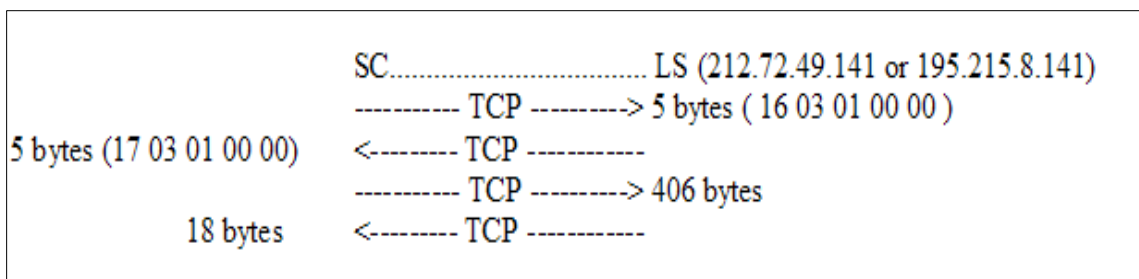 SC.................................. LS (212.72.49.141 or 195.215.8.141)
----------- TCP ----------> 5 bytes ( 16 03 01 00 00 )
5 bytes (17 03 01 00 00) <--------- TCP ------------
----------- TCP ----------> 406 bytes
18 bytes <--------- TCP ------------